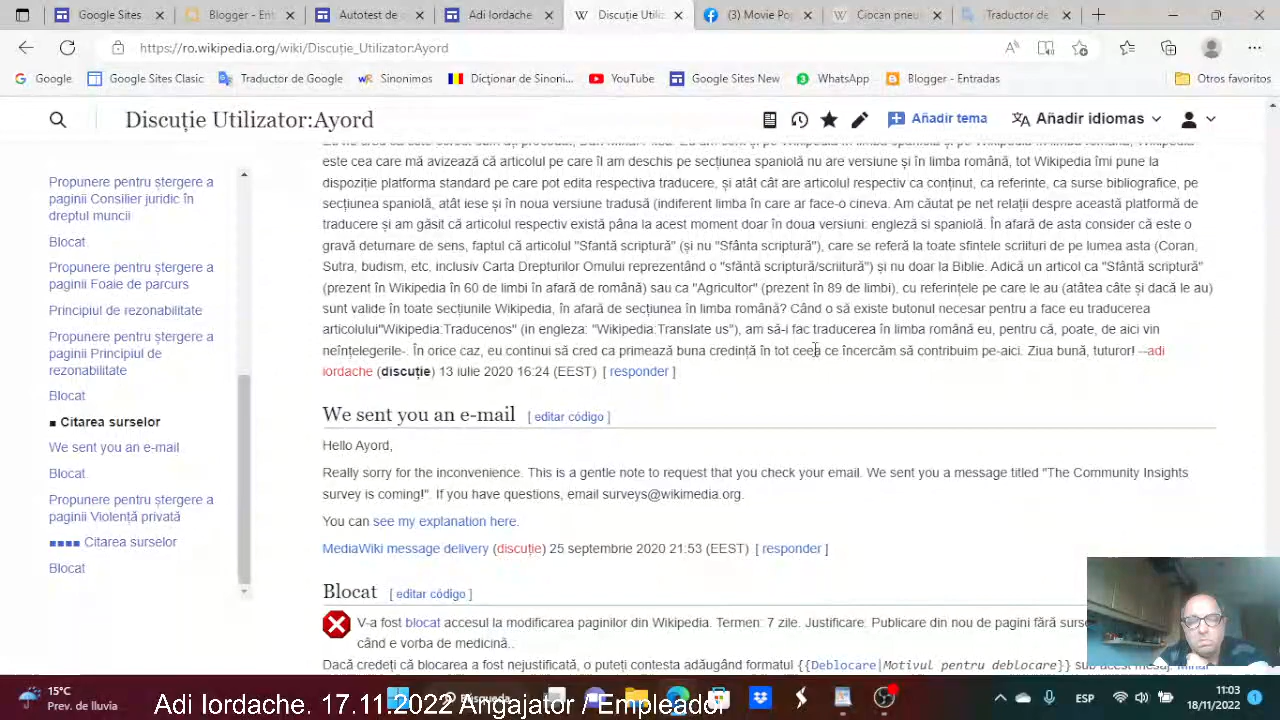 Google S
Blogger - E
Autosest de
Adi Iordach
Discuție Util
(3) Movie Po
Wikipedia
Traductor de
https://ro.wikipedia.org/wiki/Discuție_Utilizator:Ayord
Google
Google Sites Clasic
Traductor de Google
Sinonimos
Dicționar de Sinoni...
YouTube
Google Sites New
WhatsApp
Blogger - Entradas
Otros favoritos
Discuție Utilizator:Ayord
Añadir tema
Añadir idiomas
Propunere pentru ștergere a
paginii Consilier juridic în
dreptul muncii
Blocat
Propunere pentru ștergere a
paginii Foaie de parcurs
Principiul de rezonabilitate
Propunere pentru ștergere a
paginii Principiul de
rezonabilitate
Blocat
■ Citarea surselor
We sent you an e-mail
Blocat
Propunere pentru ștergere a
paginii Violență privată
■■■■ Citarea surselor
Blocat
este cea care mă avizează că articolul pe care îl am deschis pe secțiunea spaniolă nu are versiune și în limba română, tot Wikipedia îmi pune la
dispoziție platforma standard pe care pot edita respectiva traducere, și atât cât are articolul respectiv ca conținut, ca referinte, ca surse bibliografice, pe
secțiunea spaniolă, atât iese și în noua versiune tradusă (indiferent limba în care ar face-o cineva. Am căutat pe net relații despre această platformă de
traducere și am găsit că articolul respectiv există pâna la acest moment doar în doua versiuni: engleză si spaniolă. În afară de asta consider că este o
gravă deturnare de sens, faptul că articolul "Sfantă scriptură" (și nu "Sfânta scriptură"), care se referă la toate sfintele scriituri de pe lumea asta (Coran,
Sutra, budism, etc, inclusiv Carta Drepturilor Omului reprezentând o "sfântă scriptură/scriitură") și nu doar la Biblie. Adică un articol ca "Sfântă scriptură"
(prezent în Wikipedia în 60 de limbi în afară de română) sau ca "Agricultor" (prezent în 89 de limbi), cu referințele pe care le au (atâtea câte și dacă le au)
sunt valide în toate secțiunile Wikipedia, în afară de secțiunea în limba română? Când o să existe butonul necesar pentru a face eu traducerea
articolului"Wikipedia:Traducenos" (in engleza: "Wikipedia:Translate us"), am să-i fac traducerea în limba română eu, pentru că, poate, de aici vin
neînțelegerile-. În orice caz, eu continui să cred ca primează buna credință în tot ceea ce încercăm să contribuim pe-aici. Ziua bună, tuturor! --adi
iordache (discuție) 13 iulie 2020 16:24 (EEST) [ responder ]
We sent you an e-mail [ editar código ]
Hello Ayord,
Really sorry for the inconvenience. This is a gentle note to request that you check your email. We sent you a message titled "The Community Insights
survey is coming!". If you have questions, email surveys@wikimedia.org.
You can see my explanation here.
MediaWiki message delivery (discuție) 25 septembrie 2020 21:53 (EEST) [ responder ]
Blocat [ editar código ]
V-a fost blocat accesul la modificarea paginilor din Wikipedia. Termen: 7 zile. Justificare: Publicare din nou de pagini fără surse
când e vorba de medicină..
Dacă credeți că blocarea a fost nejustificată, o puteți contesta adăugând formatul {{Deblocare|Motivul pentru deblocare}} sub acest mesaj.
15°C
Prev. de lluvia
Búsqueda
Adi Iordache. 17.11.2022 Angajator / Empleador
ESP
11:03
18/11/2022